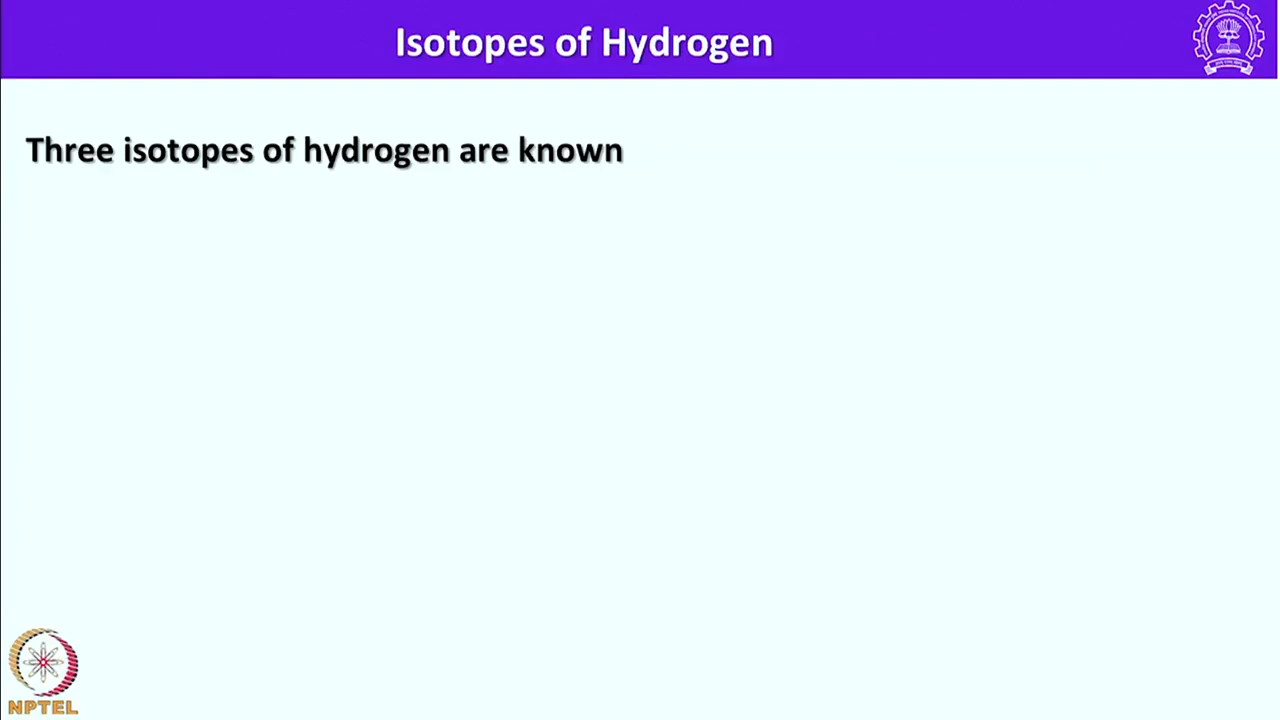 Isotopes of Hydrogen
Three isotopes of hydrogen are known
NPTEL